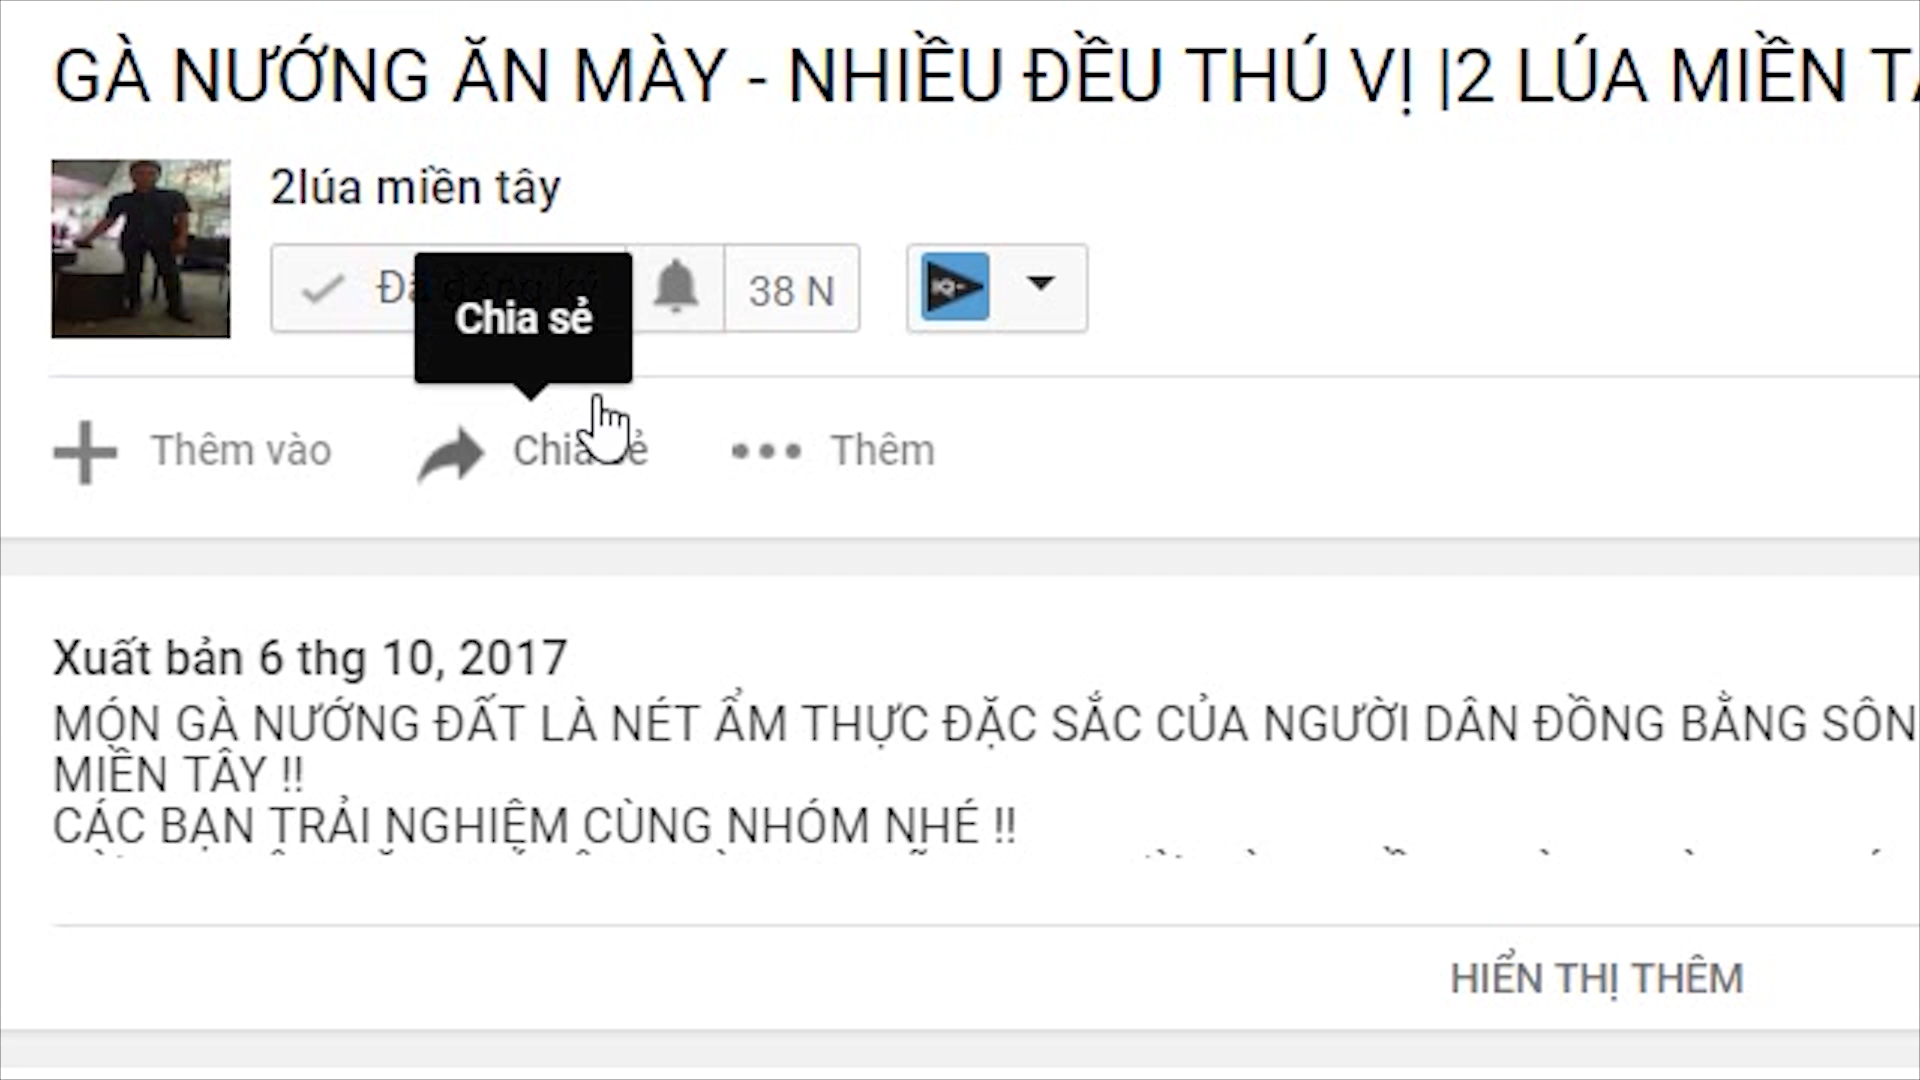 GÀ NƯỚNG ĂN MÀY - NHIỀU ĐỀU THÚ VỊ |2 LÚA MIỀN
2lúa miền tây
38 N
Chia sẻ
Thêm vào
Chia sẻ
Thêm
Xuất bản 6 thg 10, 2017
MÓN GÀ NƯỚNG ĐẤT LÀ NÉT ẨM THỰC ĐẶC SẮC CỦA NGƯỜI DÂN ĐỒNG BẰNG SÔN
MIỀN TÂY !!
CÁC BẠN TRẢI NGHIỆM CÙNG NHÓM NHÉ !!
HIỂN THỊ THÊM